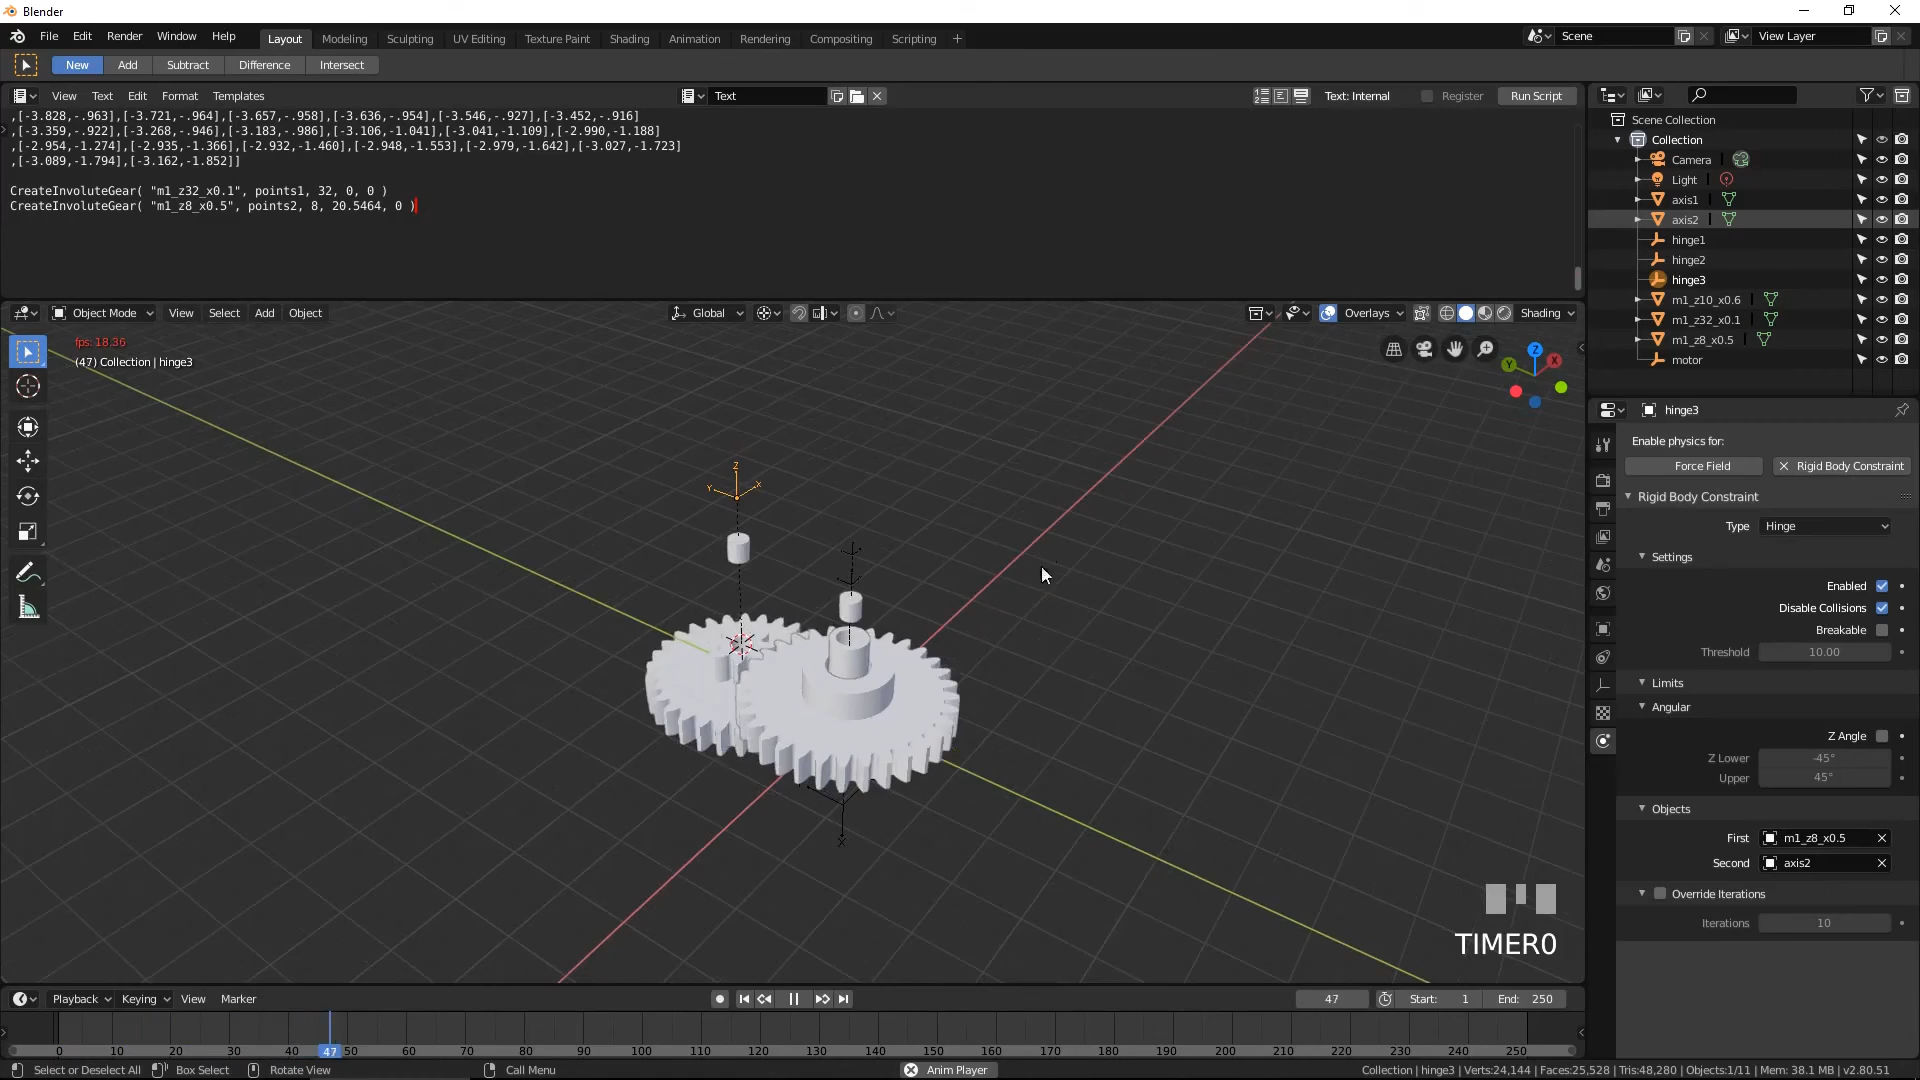 Blender
File Edit Render Window Help Layout Modeling Sculpting UV Editing Texture Paint Shading Animation Rendering Compositing Scripting + Scene View Layer
New Add Subtract Difference Intersect
View Text Edit Format Templates Text Text: Internal Register Run Script
,[-3.828,-.963],[-3.721,-.964],[-3.657,-.958],[-3.636,-.954],[-3.546,-.927],[-3.452,-.916]
,[-3.359,-.922],[-3.268,-.946],[-3.183,-.986],[-3.106,-1.041],[-3.041,-1.109],[-2.990,-1.188]
,[-2.954,-1.274],[-2.935,-1.366],[-2.932,-1.460],[-2.948,-1.553],[-2.979,-1.642],[-3.027,-1.723]
,[-3.089,-1.794],[-3.162,-1.852]]
CreateInvoluteGear( "m1_z32_x0.1", points1, 32, 0, 0 )
CreateInvoluteGear( "m1_z8_x0.5", points2, 8, 20.5464, 0 )
Scene Collection
Collection
Camera
Light
axis1
axis2
hinge1
hinge2
hinge3
m1_z10_x0.6
m1_z32_x0.1
m1_z8_x0.5
motor
Object Mode View Select Add Object Global Overlays Shading
fps: 18.36
(47) Collection | hinge3
Z
Y
X
Z
X
Y
X
TIMER0
hinge3
Enable physics for:
Force Field Rigid Body Constraint
Rigid Body Constraint
Type Hinge
Settings
Enabled
Disable Collisions
Breakable
Threshold 10.00
Limits
Angular
Z Angle
Z Lower -45°
Upper 45°
Objects
First m1_z8_x0.5
Second axis2
Override Iterations
Iterations 10
Playback Keying View Marker 47 Start: 1 End: 250
0 10 20 30 40 47 50 60 70 80 90 100 110 120 130 140 150 160 170 180 190 200 210 220 230 240 250
Select or Deselect All Box Select Rotate View Call Menu Anim Player Collection | hinge3 | Verts:24,144 | Faces:25,528 | Tris:48,280 | Objects:1/11 | Mem: 38.1 MB | v2.80.51